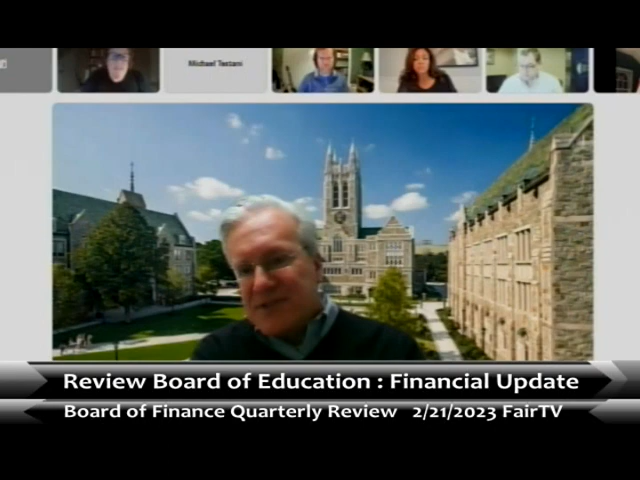 Michael Testani
Review Board of Education : Financial Update
Board of Finance Quarterly Review 2/21/2023 FairTV